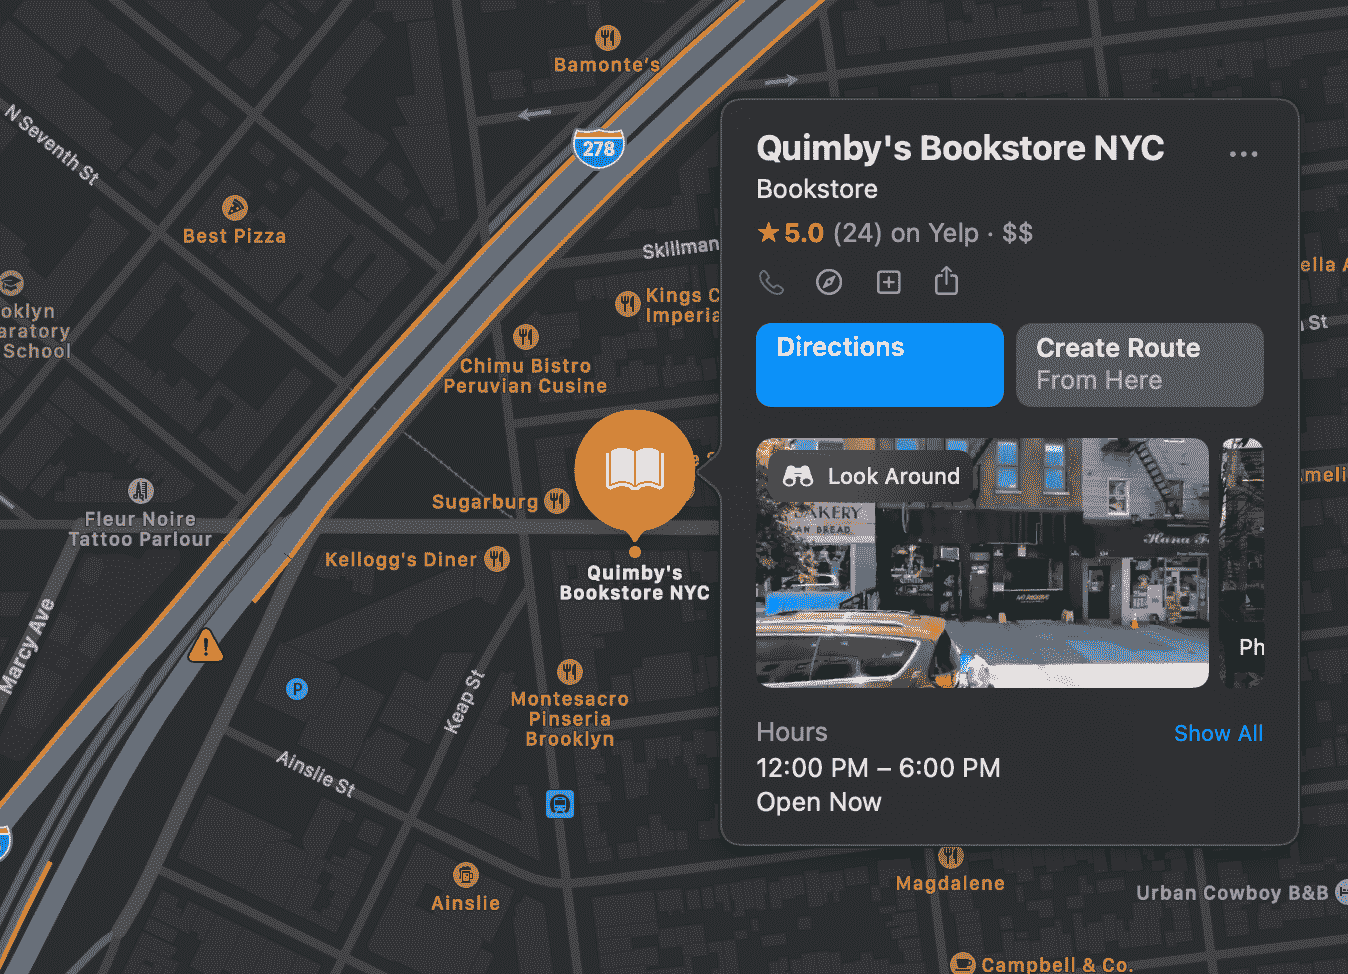 Bamonte's
278
N Seventh St
Best Pizza
Skillman
Kings C
Imperia
oklyn
aratory
School
Chimu Bistro
Peruvian Cusine
Sugarburg
Fleur Noire
Tattoo Parlour
Kellogg's Diner
Quimby's
Bookstore NYC
Marcy Ave
P
Keap St
Montesacro
Pinseria
Brooklyn
Ainslie St
Ainslie
Magdalene
Urban Cowboy B&B
Campbell & Co.
ella A
St
meli
Quimby's Bookstore NYC
Bookstore
5.0 (24) on Yelp · $$
Directions
Create Route
From Here
Look Around
AKERY
AN BREAD
Hana F
Ph
Hours
Show All
12:00 PM – 6:00 PM
Open Now